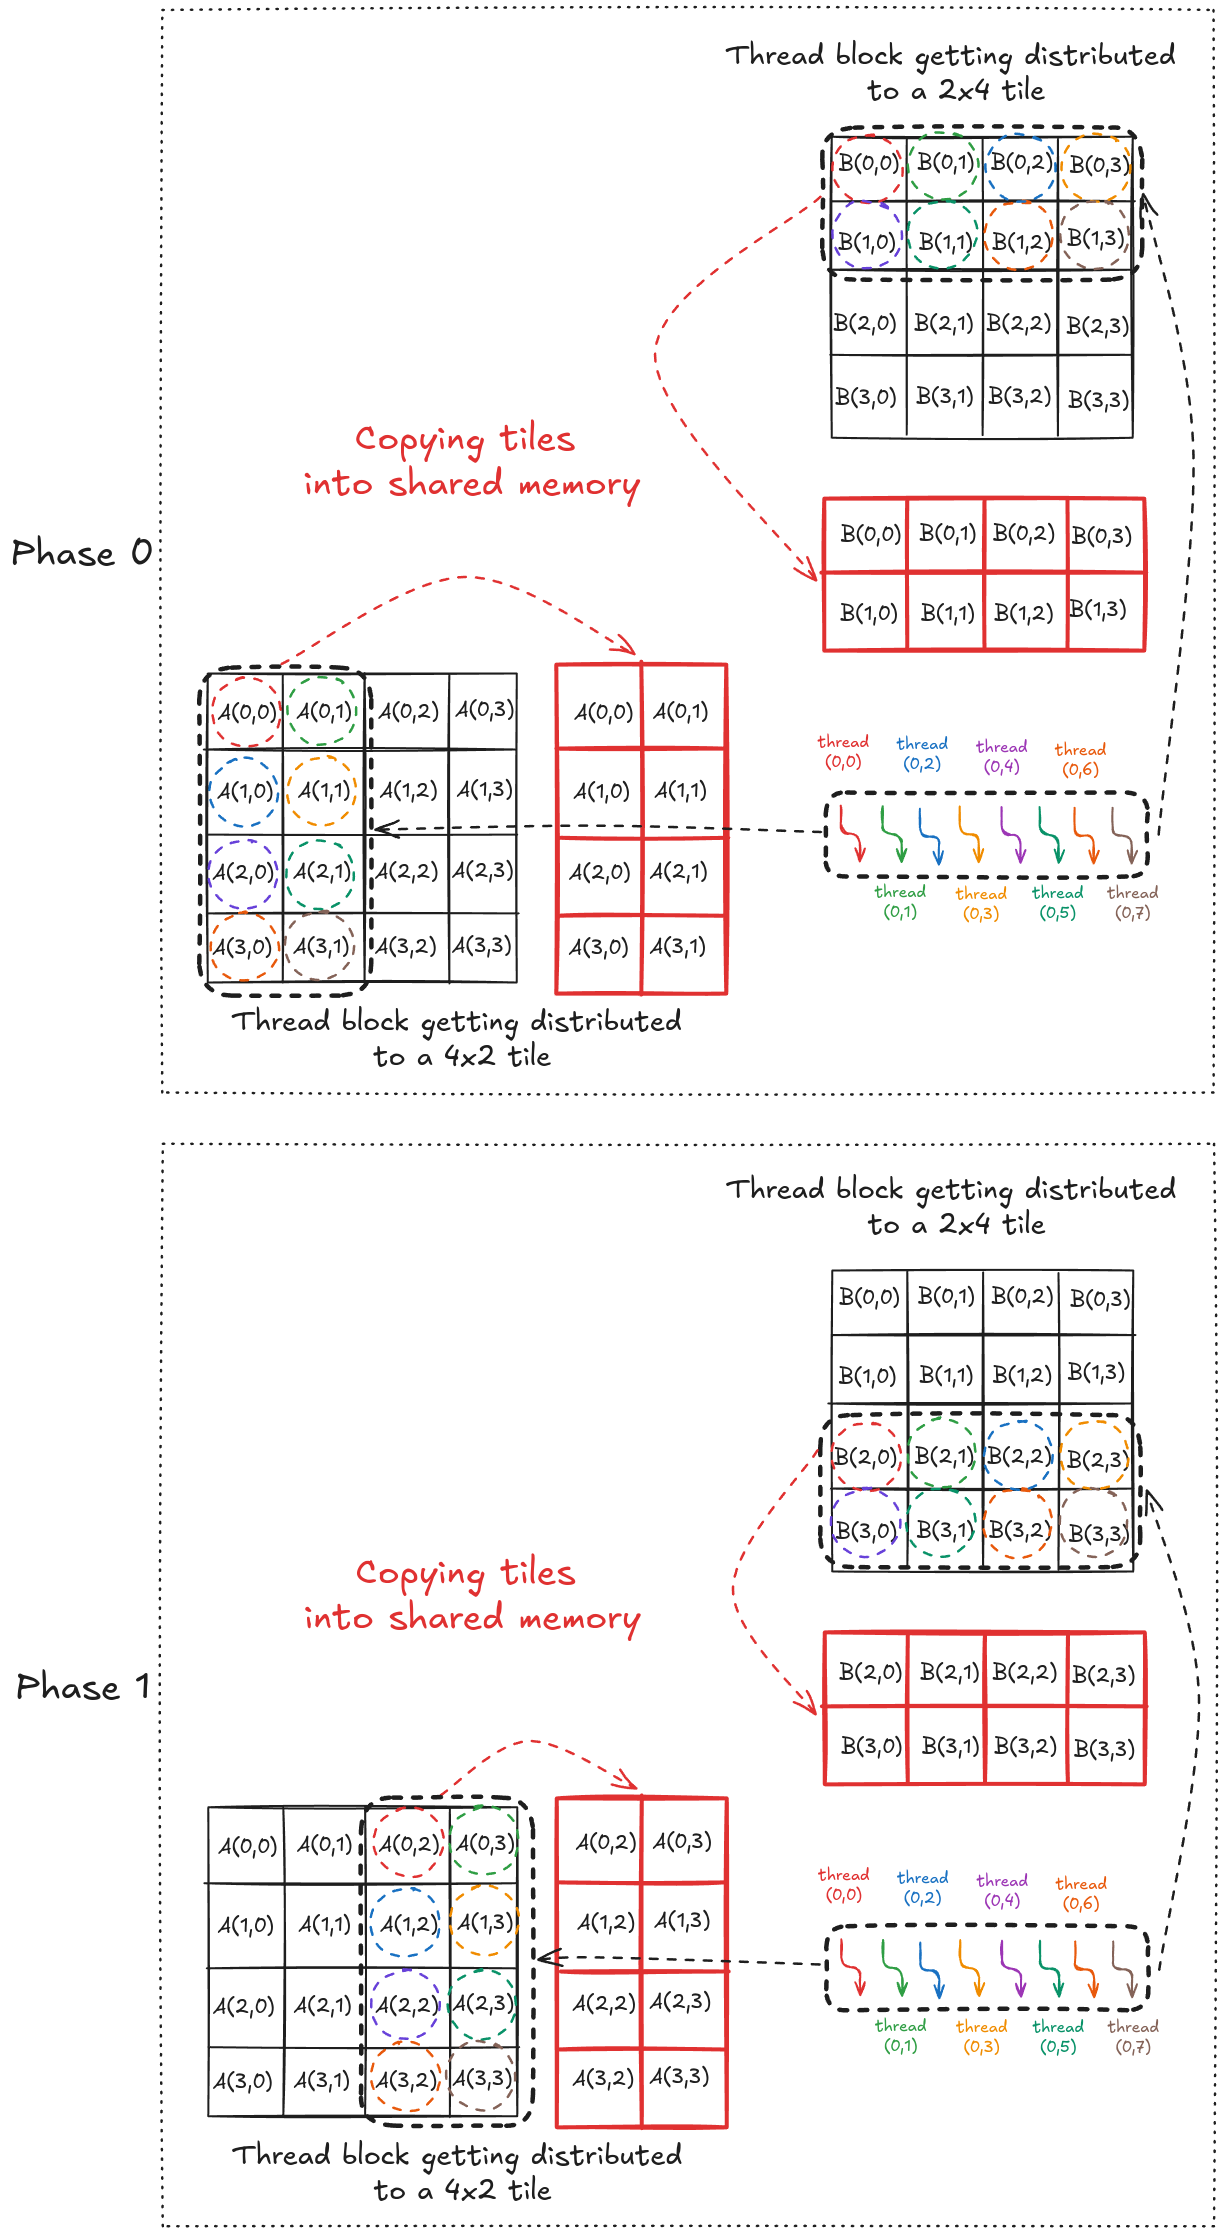 Thread block getting distributed
to a 2x4 tile
B(0,0) B(0,1) B(0,2) B(0,3)
B(1,0) B(1,1) B(1,2) B(1,3)
B(2,0) B(2,1) B(2,2) B(2,3)
B(3,0) B(3,1) B(3,2) B(3,3)
Copying tiles
into shared memory
Phase 0
B(0,0) B(0,1) B(0,2) B(0,3)
B(1,0) B(1,1) B(1,2) B(1,3)
A(0,0) A(0,1) A(0,2) A(0,3)
A(1,0) A(1,1) A(1,2) A(1,3)
A(2,0) A(2,1) A(2,2) A(2,3)
A(3,0) A(3,1) A(3,2) A(3,3)
A(0,0) A(0,1)
A(1,0) A(1,1)
A(2,0) A(2,1)
A(3,0) A(3,1)
thread
(0,0)
thread
(0,2)
thread
(0,4)
thread
(0,6)
thread
(0,1)
thread
(0,3)
thread
(0,5)
thread
(0,7)
Thread block getting distributed
to a 4x2 tile
Thread block getting distributed
to a 2x4 tile
B(0,0) B(0,1) B(0,2) B(0,3)
B(1,0) B(1,1) B(1,2) B(1,3)
B(2,0) B(2,1) B(2,2) B(2,3)
B(3,0) B(3,1) B(3,2) B(3,3)
Copying tiles
into shared memory
Phase 1
B(2,0) B(2,1) B(2,2) B(2,3)
B(3,0) B(3,1) B(3,2) B(3,3)
A(0,0) A(0,1) A(0,2) A(0,3)
A(1,0) A(1,1) A(1,2) A(1,3)
A(2,0) A(2,1) A(2,2) A(2,3)
A(3,0) A(3,1) A(3,2) A(3,3)
A(0,2) A(0,3)
A(1,2) A(1,3)
A(2,2) A(2,3)
A(3,2) A(3,3)
thread
(0,0)
thread
(0,2)
thread
(0,4)
thread
(0,6)
thread
(0,1)
thread
(0,3)
thread
(0,5)
thread
(0,7)
Thread block getting distributed
to a 4x2 tile